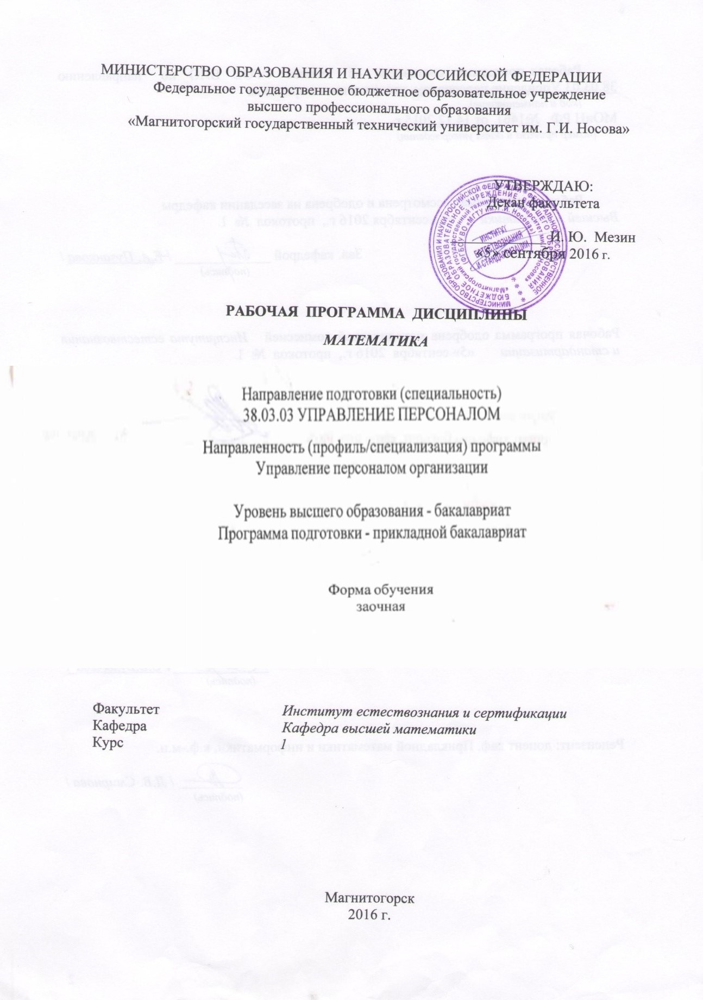 МИНИСТЕРСТВО ОБРАЗОВАНИЯ И НАУКИ РОССИЙСКОЙ ФЕДЕРАЦИИ
Федеральное государственное бюджетное образовательное учреждение
высшего профессионального образования
«Магнитогорский государственный технический университет им. Г.И. Носова»
УТВЕРЖДАЮ:
Декан факультета
И. Ю. Мезин
«5» сентября 2016 г.
ИНСТИТУТ
ЕСТЕСТВОЗНАНИЯ
И СТАНДАРТИЗАЦИИ
РАБОЧАЯ ПРОГРАММА ДИСЦИПЛИНЫ
МАТЕМАТИКА
Направление подготовки (специальность)
38.03.03 УПРАВЛЕНИЕ ПЕРСОНАЛОМ
Направленность (профиль/специализация) программы
Управление персоналом организации
Уровень высшего образования - бакалавриат
Программа подготовки - прикладной бакалавриат
Форма обучения
заочная
Факультет Институт естествознания и сертификации
Кафедра Кафедра высшей математики
Курс 1
Магнитогорск
2016 г.